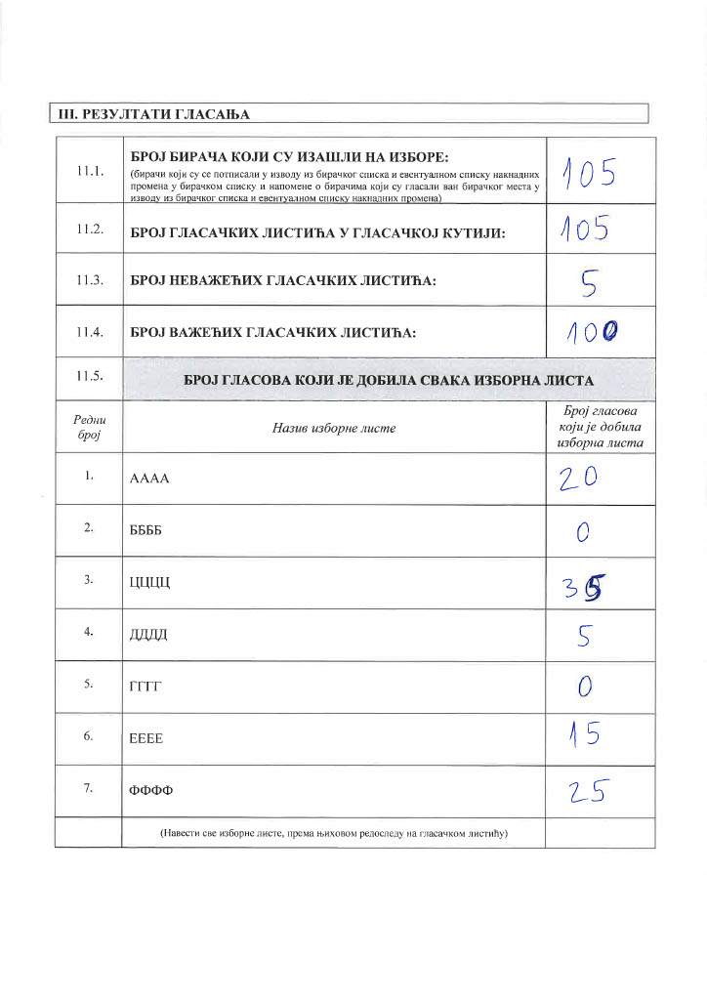 III. РЕЗУЛТАТИ ГЛАСАЊА
11.1. БРОЈ БИРАЧА КОЈИ СУ ИЗАШЛИ НА ИЗБОРЕ: 105
(бирачи који су се потписали у изводу из бирачког списка и евентуалном списку накнадних
промена у бирачком списку и напомене о бирачима који су гласали ван бирачког места у
изводу из бирачког списка и евентуалном списку накнадних промена)
11.2. БРОЈ ГЛАСАЧКИХ ЛИСТИЋА У ГЛАСАЧКОЈ КУТИЈИ: 105
11.3. БРОЈ НЕВАЖЕЋИХ ГЛАСАЧКИХ ЛИСТИЋА: 5
11.4. БРОЈ ВАЖЕЋИХ ГЛАСАЧКИХ ЛИСТИЋА: 100
11.5. БРОЈ ГЛАСОВА КОЈИ ЈЕ ДОБИЛА СВАКА ИЗБОРНА ЛИСТА
Редни
број
Назив изборне листе
Број гласова
који је добила
изборна листа
1. АААА 20
2. ББББ 0
3. ЦЦЦЦ 35
4. ДДДД 5
5. ГГГГ 0
6. ЕЕЕЕ 15
7. ФФФФ 25
(Навести све изборне листе, према њиховом редоследу на гласачком листићу)